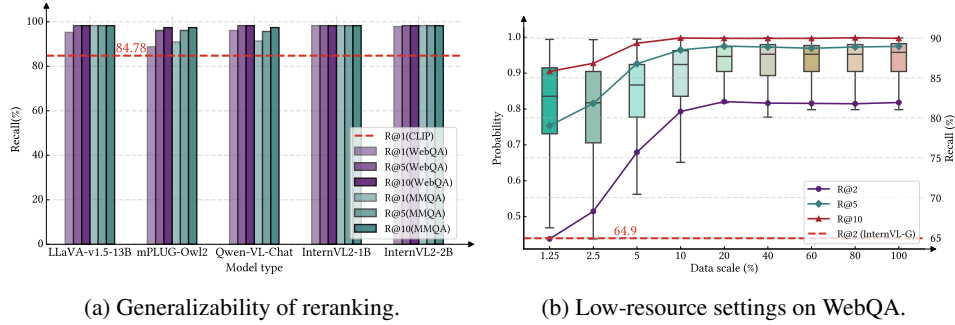 100
80
60
40
20
0
Recall(%)
84.78
R@1(CLIP)
R@1(WebQA)
R@5(WebQA)
R@10(WebQA)
R@1(MMQA)
R@5(MMQA)
R@10(MMQA)
LLaVA-v1.5-13B mPLUG-Owl2 Qwen-VL-Chat InternVL2-1B InternVL2-2B
Model type
(a) Generalizability of reranking.
1.0
0.9
0.8
0.7
0.6
0.5
Probability
64.9
R@2
R@5
R@10
R@2 (InternVL-G)
90
85
80
75
70
65
Recall (%)
1.25 2.5 5 10 20 40 60 80 100
Data scale (%)
(b) Low-resource settings on WebQA.